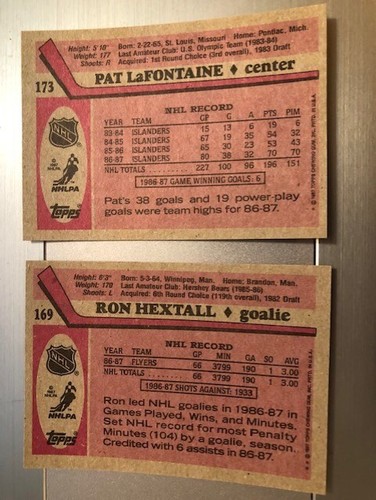 Height: 5'10" Born: 2-22-65, St. Louis, Missouri Home: Pontiac, Mich.
Weight: 177 Last Amateur Club: U.S. Olympic Team (1983-84)
Shoots: R Acquired: 1st Round Choice (3rd overall), 1983 Draft
173
PAT LaFONTAINE ♦ center
NHL RECORD
YEAR TEAM GP G A PTS PIM
83-84 ISLANDERS 15 13 6 19 6
84-85 ISLANDERS 67 19 35 54 32
85-86 ISLANDERS 65 30 23 53 43
86-87 ISLANDERS 80 38 32 70 70
NHL TOTALS 227 100 96 196 151
1986-87 GAME WINNING GOALS: 6
Pat's 38 goals and 19 power-play
goals were team highs for 86-87.
NHL
NHLPA
Topps
Height: 6'3" Born: 5-3-64, Winnipeg, Man. Home: Brandon, Man.
Weight: 170 Last Amateur Club: Hershey Bears (1985-86)
Shoots: L Acquired: 6th Round Choice (119th overall), 1982 Draft
169
RON HEXTALL ♦ goalie
NHL RECORD
YEAR TEAM GP MIN GA SO AVG
86-87 FLYERS 66 3799 190 1 3.00
NHL TOTALS 66 3799 190 1 3.00
1986-87 SHOTS AGAINST: 1933
Ron led NHL goalies in 1986-87 in
Games Played, Wins, and Minutes.
Set NHL record for most Penalty
Minutes (104) by a goalie, season.
Credited with 6 assists in 86-87.
NHL
NHLPA
Topps